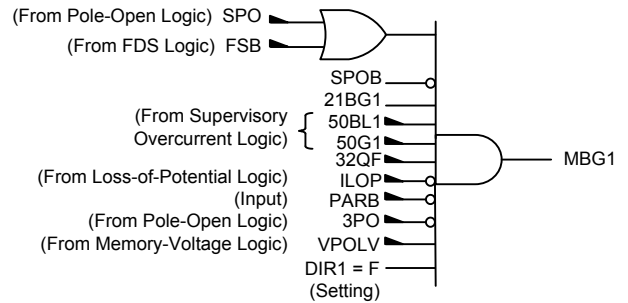 (From Pole-Open Logic) SPO
(From FDS Logic) FSB
SPOB
21BG1
(From Supervisory Overcurrent Logic)
50BL1
50G1
32QF
(From Loss-of-Potential Logic) ILOP
(Input) PARB
(From Pole-Open Logic) 3PO
(From Memory-Voltage Logic) VPOLV
DIR1 = F
(Setting)
MBG1